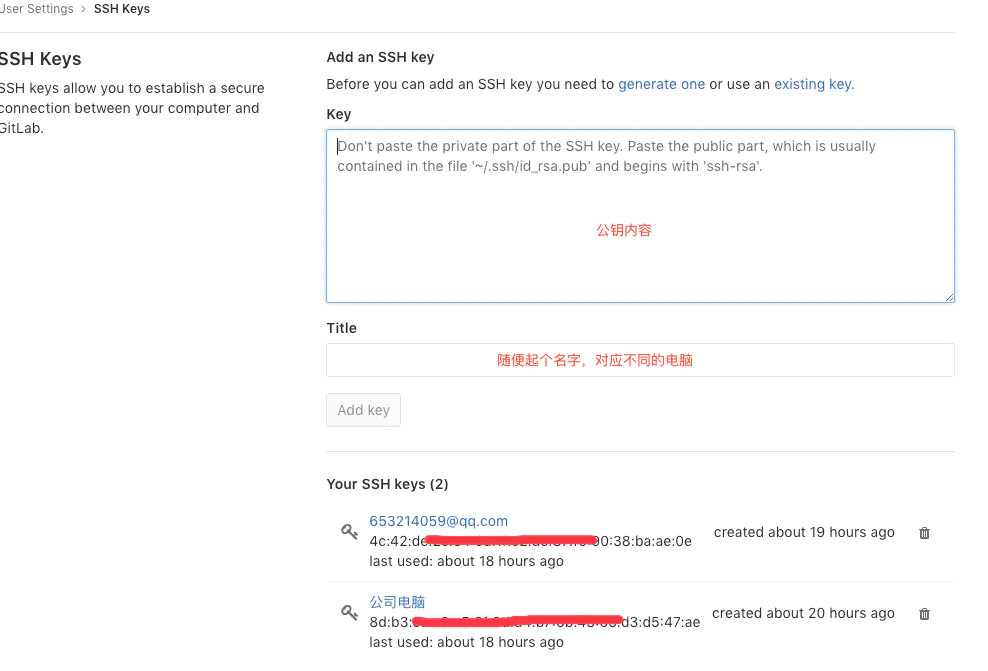 User Settings > SSH Keys
SSH Keys
SSH keys allow you to establish a secure
connection between your computer and
GitLab.
Add an SSH key
Before you can add an SSH key you need to generate one or use an existing key.
Key
Don't paste the private part of the SSH key. Paste the public part, which is usually
contained in the file '~/.ssh/id_rsa.pub' and begins with 'ssh-rsa'.
公钥内容
Title
随便起个名字，对应不同的电脑
Add key
Your SSH keys (2)
653214059@qq.com
4c:42:de 90:38:ba:ae:0e
last used: about 18 hours ago
created about 19 hours ago
公司电脑
8d:b3: d3:d5:47:ae
last used: about 18 hours ago
created about 20 hours ago